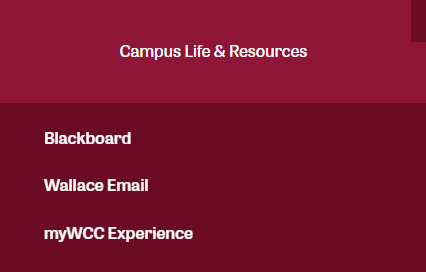 Campus Life & Resources
Blackboard
Wallace Email
myWCC Experience